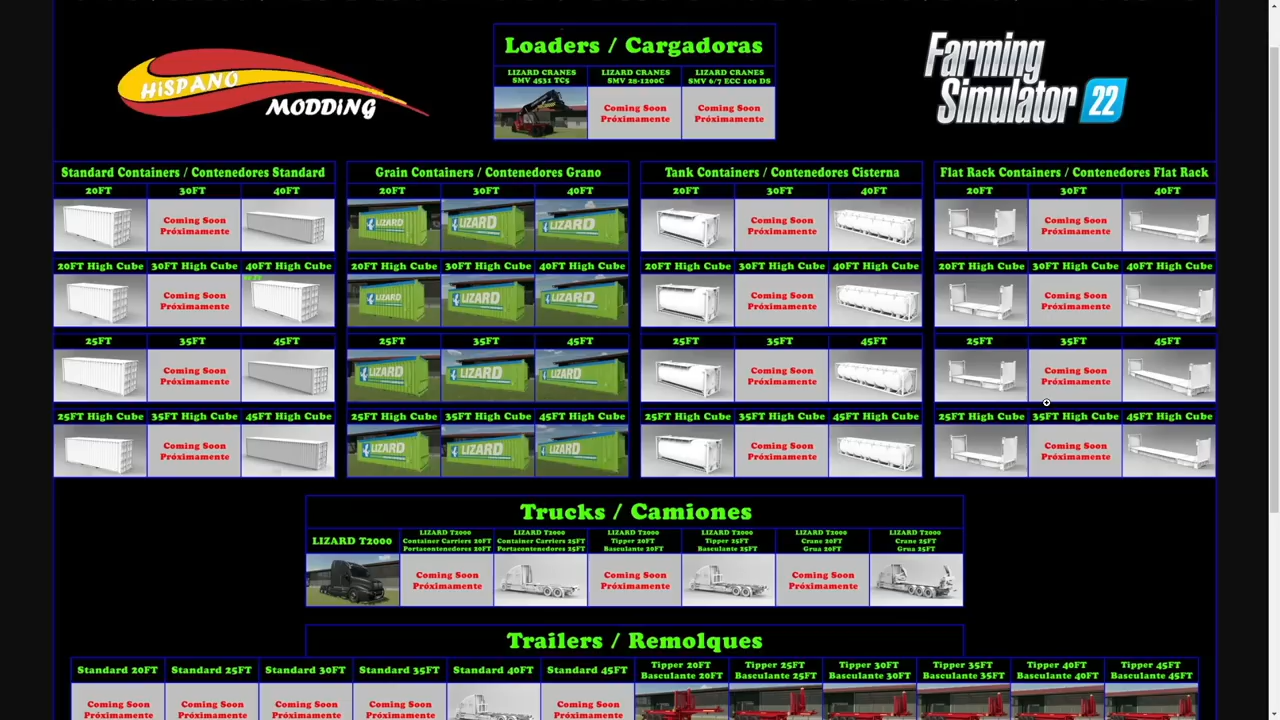 Loaders / Cargadoras
LIZARD CRANES
SMV 4531 TC5
LIZARD CRANES
SMV 28-1200C
LIZARD CRANES
SMV 6/7 ECC 100 DS
Coming Soon
Próximamente
Coming Soon
Próximamente
HISPANO
MODDING
Farming
Simulator 22
Standard Containers / Contenedores Standard
20FT 30FT 40FT
Coming Soon
Próximamente
20FT High Cube 30FT High Cube 40FT High Cube
Coming Soon
Próximamente
25FT 35FT 45FT
Coming Soon
Próximamente
25FT High Cube 35FT High Cube 45FT High Cube
Coming Soon
Próximamente
Grain Containers / Contenedores Grano
20FT 30FT 40FT
LIZARD LIZARD LIZARD
20FT High Cube 30FT High Cube 40FT High Cube
LIZARD LIZARD LIZARD
25FT 35FT 45FT
LIZARD LIZARD LIZARD
25FT High Cube 35FT High Cube 45FT High Cube
LIZARD LIZARD LIZARD
Tank Containers / Contenedores Cisterna
20FT 30FT 40FT
Coming Soon
Próximamente
20FT High Cube 30FT High Cube 40FT High Cube
Coming Soon
Próximamente
25FT 35FT 45FT
Coming Soon
Próximamente
25FT High Cube 35FT High Cube 45FT High Cube
Coming Soon
Próximamente
Flat Rack Containers / Contenedores Flat Rack
20FT 30FT 40FT
Coming Soon
Próximamente
20FT High Cube 30FT High Cube 40FT High Cube
Coming Soon
Próximamente
25FT 35FT 45FT
Coming Soon
Próximamente
25FT High Cube 35FT High Cube 45FT High Cube
Coming Soon
Próximamente
Trucks / Camiones
LIZARD T2000
LIZARD T2000
Container Carriers 20FT
Portacontenedores 20FT
LIZARD T2000
Container Carriers 25FT
Portacontenedores 25FT
LIZARD T2000
Tipper 20FT
Basculante 20FT
LIZARD T2000
Tipper 25FT
Basculante 25FT
LIZARD T2000
Crane 20FT
Grua 20FT
LIZARD T2000
Crane 25FT
Grua 25FT
Coming Soon
Próximamente
Coming Soon
Próximamente
Coming Soon
Próximamente
Trailers / Remolques
Standard 20FT
Standard 25FT
Standard 30FT
Standard 35FT
Standard 40FT
Standard 45FT
Tipper 20FT
Basculante 20FT
Tipper 25FT
Basculante 25FT
Tipper 30FT
Basculante 30FT
Tipper 35FT
Basculante 35FT
Tipper 40FT
Basculante 40FT
Tipper 45FT
Basculante 45FT
Coming Soon
Próximamente
Coming Soon
Próximamente
Coming Soon
Próximamente
Coming Soon
Próximamente
Coming Soon
Próximamente